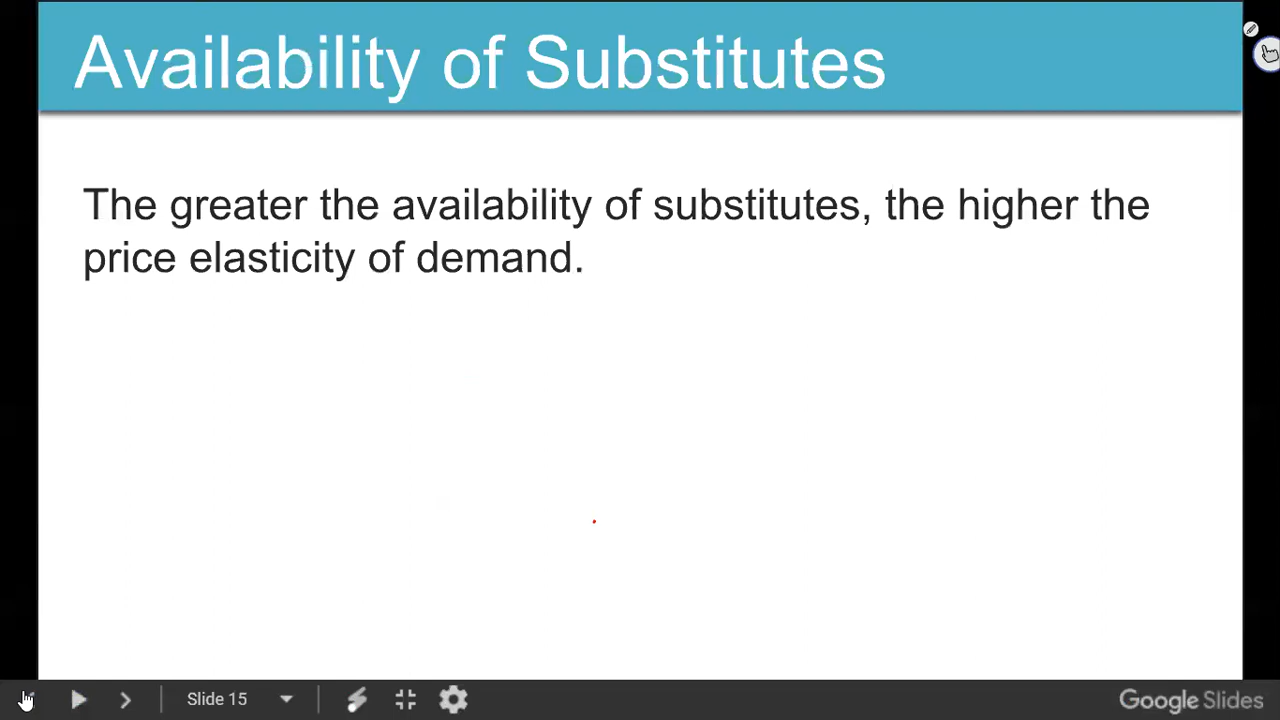 Availability of Substitutes
The greater the availability of substitutes, the higher the
price elasticity of demand.
Slide 15
Google Slides